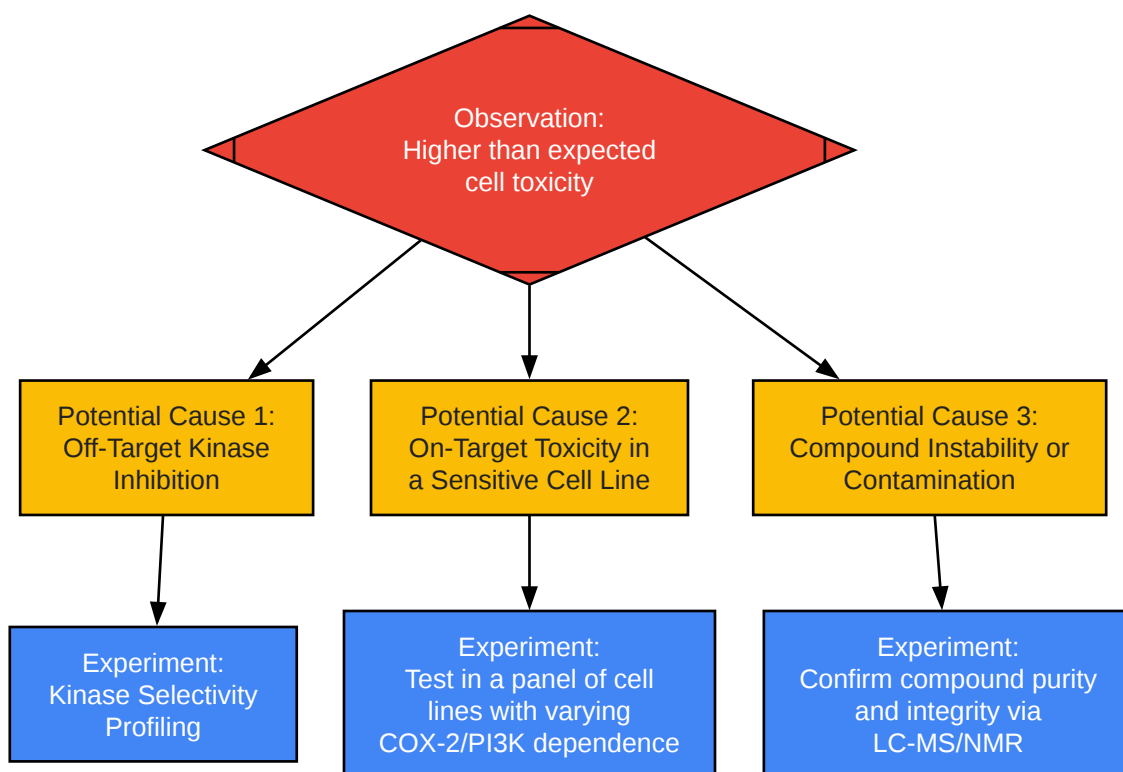 Observation:
Higher than expected
cell toxicity
Potential Cause 1:
Off-Target Kinase
Inhibition
Potential Cause 2:
On-Target Toxicity in
a Sensitive Cell Line
Potential Cause 3:
Compound Instability or
Contamination
Experiment:
Kinase Selectivity
Profiling
Experiment:
Test in a panel of cell
lines with varying
COX-2/PI3K dependence
Experiment:
Confirm compound purity
and integrity via
LC-MS/NMR